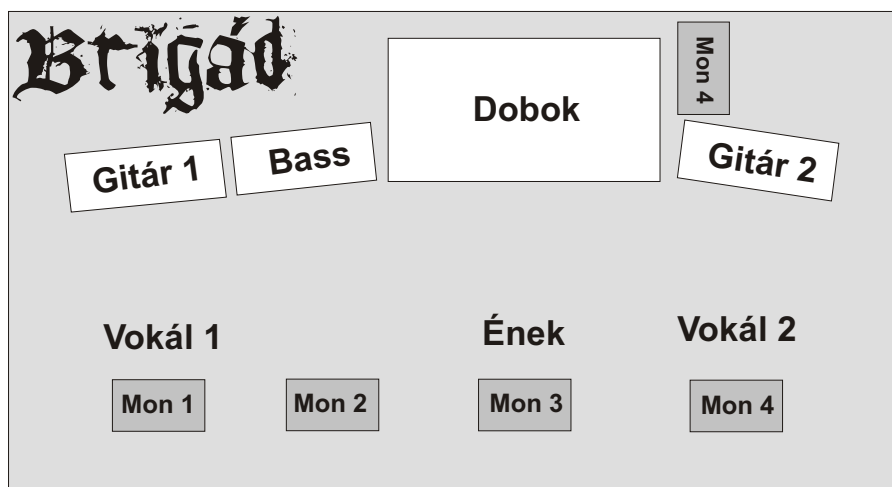 Brigád
Mon 4
Dobok
Gitár 1
Bass
Gitár 2
Vokál 1
Ének
Vokál 2
Mon 1
Mon 2
Mon 3
Mon 4